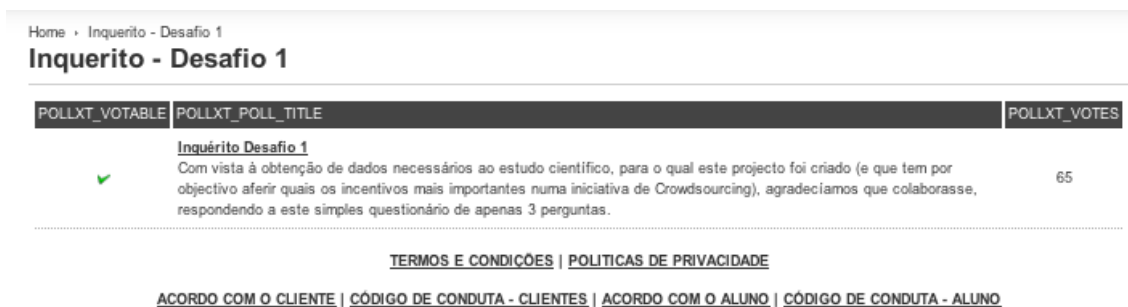 Home › Inquerito - Desafio 1
Inquerito - Desafio 1
POLLXT_VOTABLE POLLXT_POLL_TITLE POLLXT_VOTES
Inquérito Desafio 1
Com vista à obtenção de dados necessários ao estudo científico, para o qual este projecto foi criado (e que tem por
objectivo aferir quais os incentivos mais importantes numa iniciativa de Crowdsourcing), agradecíamos que colaborasse,
respondendo a este simples questionário de apenas 3 perguntas.
65
TERMOS E CONDIÇÕES | POLITICAS DE PRIVACIDADE
ACORDO COM O CLIENTE | CÓDIGO DE CONDUTA - CLIENTES | ACORDO COM O ALUNO | CÓDIGO DE CONDUTA - ALUNO